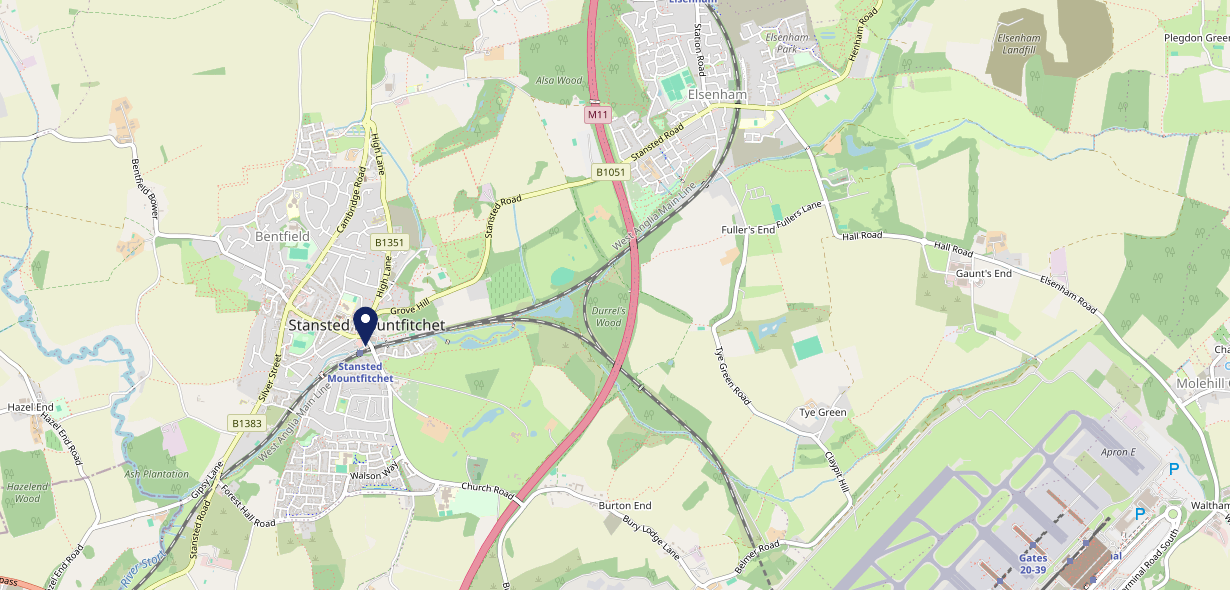 Elsenham
Station Road
Elsenham
Park
Henham Road
Elsenham
Landfill
Plegdon Green
Alsa Wood
Elsenham
M11
Stansted Road
B1051
High Lane
Bentfield Bower
Cambridge Road
Stansted Road
West Anglia Main Line
Fullers Lane
Fuller's End
Hall Road
Hall Road
Bentfield
B1351
High Lane
Gaunt's End
Elsenham Road
Grove Hill
Durrel's
Wood
Stansted Mountfitchet
Stansted
Mountfitchet
Silver Street
Tye Green Road
Molehill
Hazel End
Hazel End Road
B1383
West Anglia Main Line
Tye Green
Claypit Hill
Apron E
P
Ash Plantation
Gipsy Lane
Walson Way
Hazelend
Wood
Church Road
Forest Hall Road
Burton End
Bury Lodge Lane
P
Stansted Road
River Stort
Belmer Road
Gates
20-39
Terminal Road South